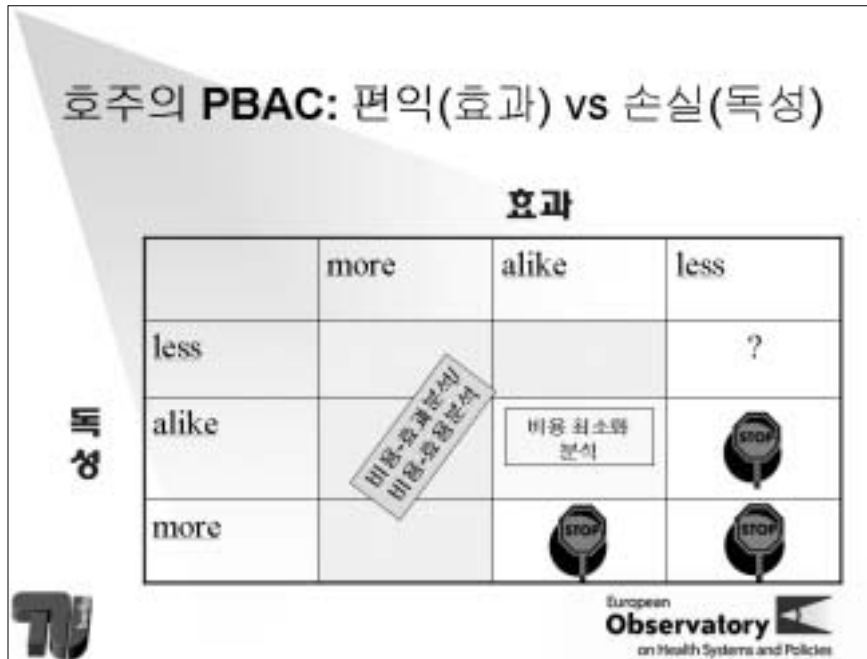 호주의 PBAC: 편익(효과) vs 손실(독성)
효과
more alike less
less ?
독성
alike
비용-효과분석/
비용-효용분석
비용 최소화
분석
STOP
more
STOP STOP
European
Observatory
on Health Systems and Policies